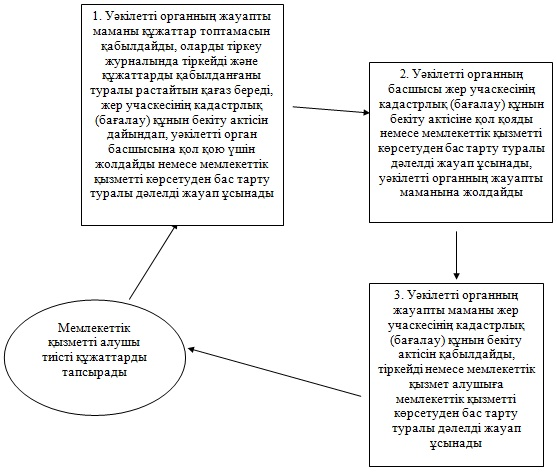 1. Уәкілетті органның жауапты
маманы құжаттар топтамасын
қабылдайды, оларды тіркеу
журналында тіркейді және
құжаттарды қабылданғаны
туралы растайтын қағаз береді,
жер учаскесінің кадастрлық
(бағалау) құнын бекіту актісін
дайындап, уәкілетті орган
басшысына қол қою үшін
жолдайды немесе мемлекеттік
қызметті көрсетуден бас тарту
туралы дәлелді жауап ұсынады
2. Уәкілетті органның
басшысы жер учаскесінің
кадастрлық (бағалау) құнын
бекіту актісіне қол қояды
немесе мемлекеттік қызметті
көрсетуден бас тарту туралы
дәлелді жауап ұсынады,
уәкілетті органның жауапты
маманына жолдайды
3. Уәкілетті органның
жауапты маманы жер
учаскесінің кадастрлық
(бағалау) құнын бекіту
актісін қабылдайды,
тіркейді немесе мемлекеттік
қызмет алушыға
мемлекеттік қызметті
көрсетуден бас тарту
туралы дәлелді жауап
ұсынады
Мемлекеттік
қызметті алушы
тиісті құжаттарды
тапсырады